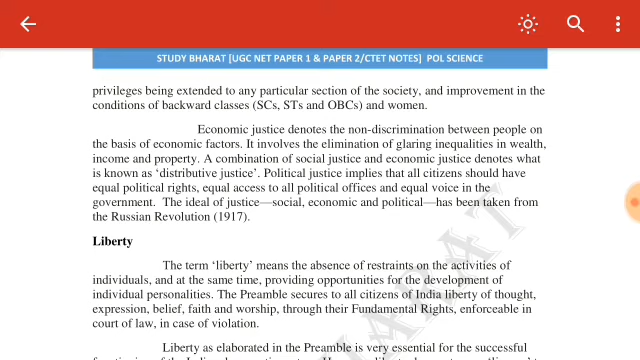 STUDY BHARAT [UGC NET PAPER 1 & PAPER 2/CTET NOTES] POL SCIENCE
privileges being extended to any particular section of the society, and improvement in the
conditions of backward classes (SCs, STs and OBCs) and women.
Economic justice denotes the non-discrimination between people on
the basis of economic factors. It involves the elimination of glaring inequalities in wealth,
income and property. A combination of social justice and economic justice denotes what
is known as ‘distributive justice’. Political justice implies that all citizens should have
equal political rights, equal access to all political offices and equal voice in the
government. The ideal of justice—social, economic and political—has been taken from
the Russian Revolution (1917).
Liberty
The term ‘liberty’ means the absence of restraints on the activities of
individuals, and at the same time, providing opportunities for the development of
individual personalities. The Preamble secures to all citizens of India liberty of thought,
expression, belief, faith and worship, through their Fundamental Rights, enforceable in
court of law, in case of violation.
Liberty as elaborated in the Preamble is very essential for the successful